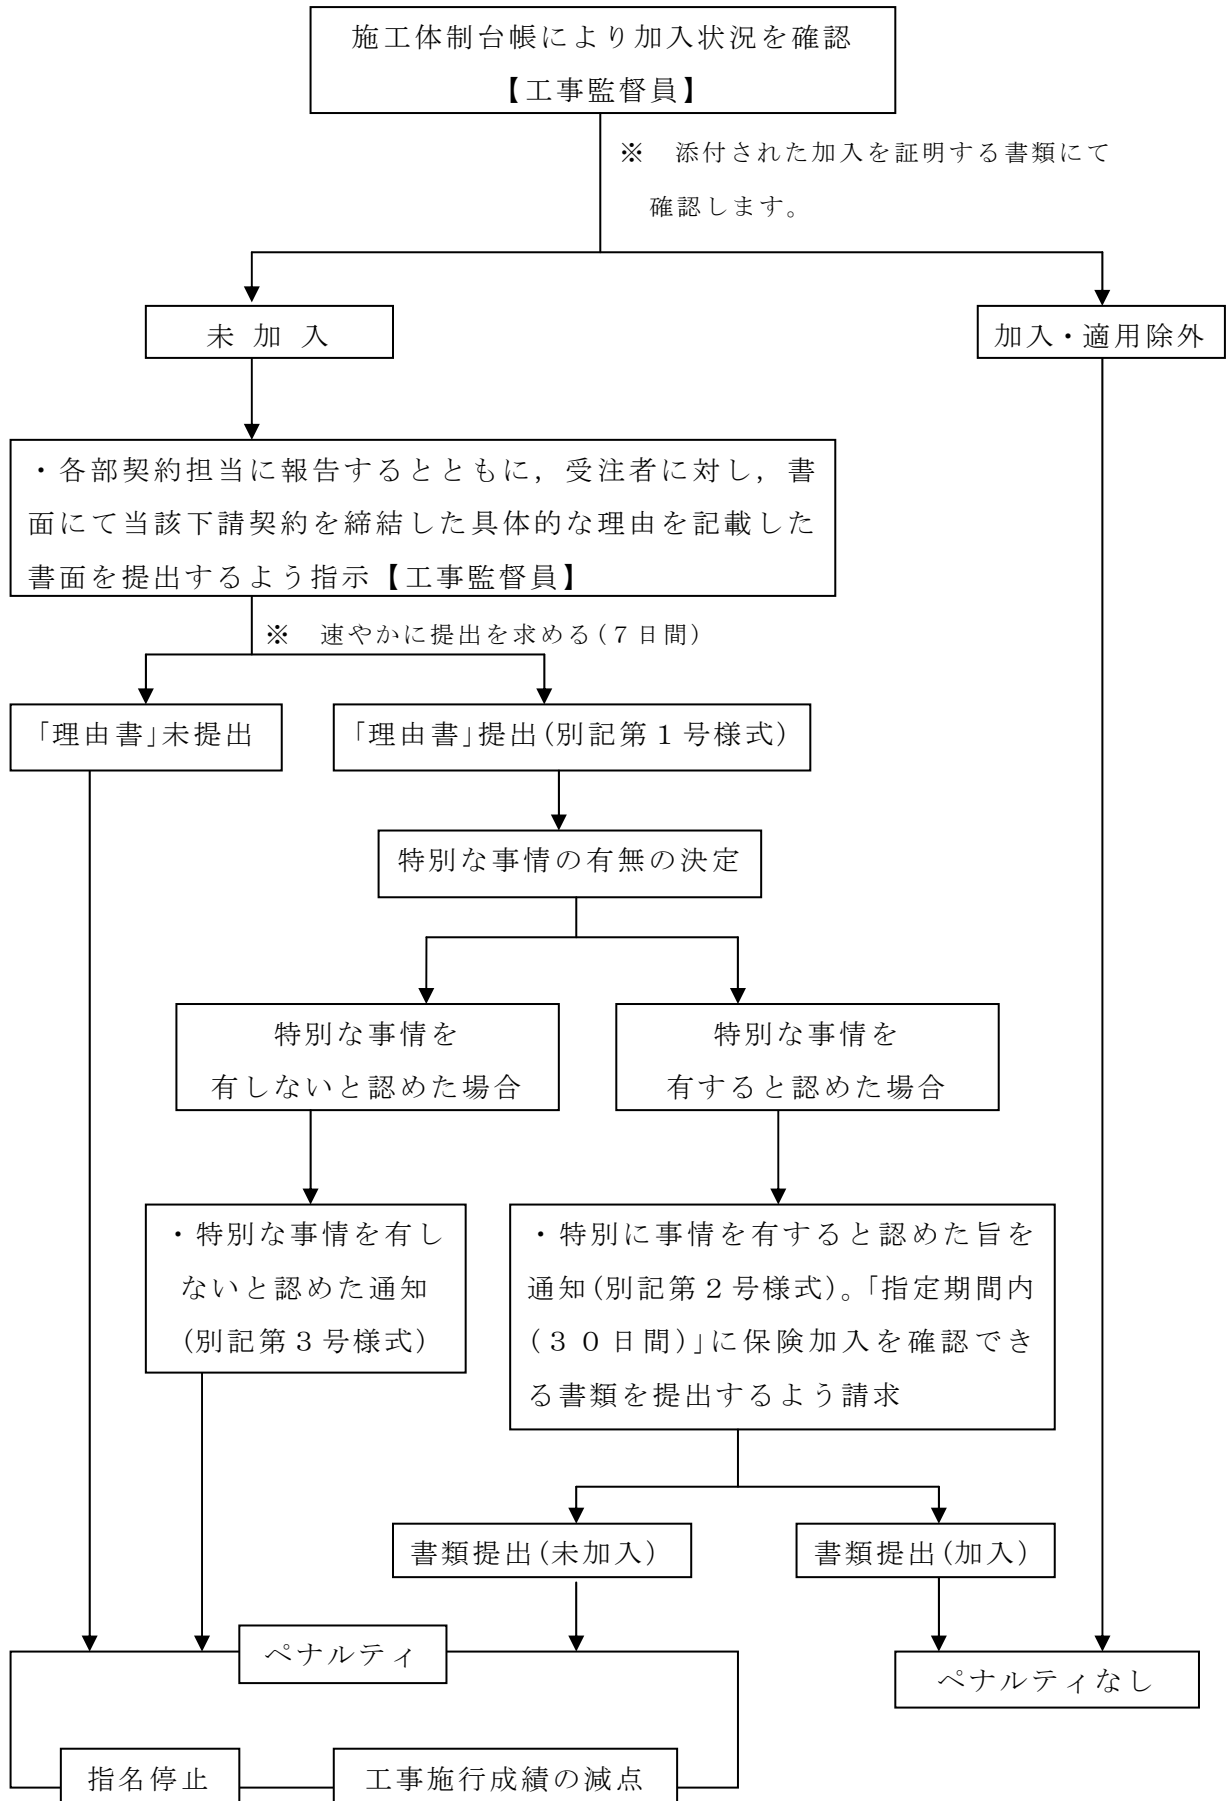 施工体制台帳により加入状況を確認
【工事監督員】
※　添付された加入を証明する書類にて
確認します。
未 加 入
加入・適用除外
・各部契約担当に報告するとともに，受注者に対し，書
面にて当該下請契約を締結した具体的な理由を記載した
書面を提出するよう指示【工事監督員】
※　速やかに提出を求める(７日間)
「理由書」未提出
「理由書」提出(別記第１号様式)
特別な事情の有無の決定
特別な事情を
有しないと認めた場合
特別な事情を
有すると認めた場合
・特別な事情を有し
ないと認めた通知
(別記第３号様式)
・特別に事情を有すると認めた旨を
通知(別記第２号様式)。「指定期間内
(３０日間)」に保険加入を確認でき
る書類を提出するよう請求
書類提出(未加入)
書類提出(加入)
ペナルティ
ペナルティなし
指名停止
工事施行成績の減点